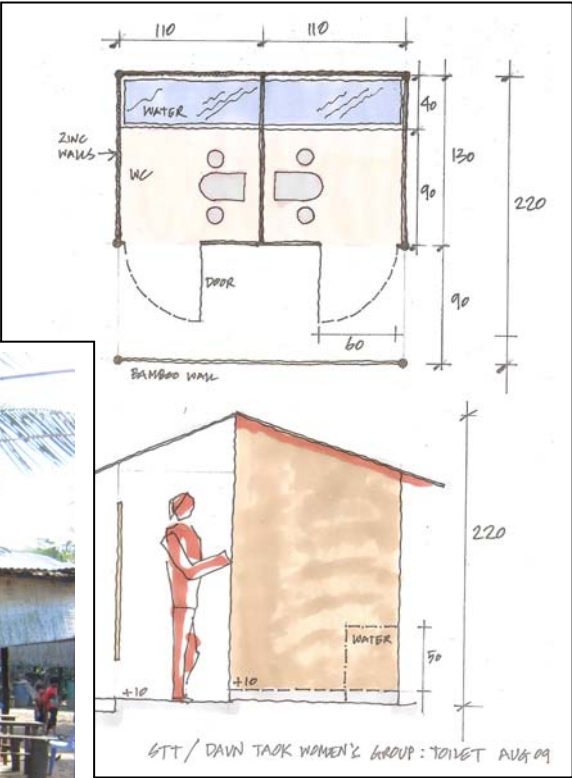 110 110
WATER
40
ZINC
WALLS
WC
90
130
220
DOOR
90
60
BAMBOO WALL
220
WATER
50
+10
+10
STT / DAUN TAOK WOMEN'S GROUP : TOILET AUG 09